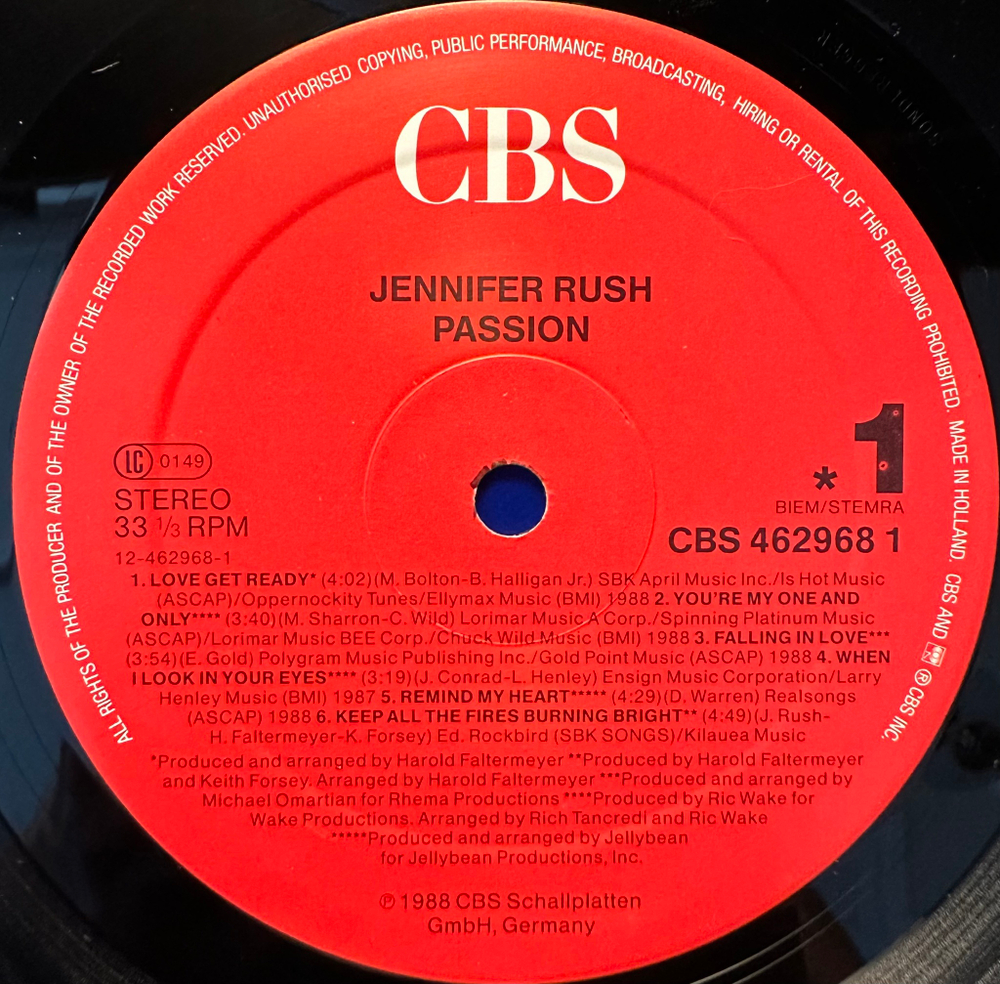 ALL RIGHTS OF THE PRODUCER AND OF THE OWNER OF THE RECORDED WORK RESERVED. UNAUTHORISED COPYING, PUBLIC PERFORMANCE, BROADCASTING, HIRING OR RENTAL OF THIS RECORDING PROHIBITED. MADE IN HOLLAND. CBS AND ® CBS INC.
CBS
JENNIFER RUSH
PASSION
LC 0149
STEREO
33 1/3 RPM
12-462968-1
* 1
BIEM/STEMRA
CBS 462968 1
1. LOVE GET READY* (4:02)(M. Bolton-B. Halligan Jr.) SBK April Music Inc./Is Hot Music
(ASCAP)/Oppernockity Tunes/Ellymax Music (BMI) 1988 2. YOU'RE MY ONE AND
ONLY**** (3:40)(M. Sharron-C. Wild) Lorimar Music A Corp./Spinning Platinum Music
(ASCAP)/Lorimar Music BEE Corp./Chuck Wild Music (BMI) 1988 3. FALLING IN LOVE***
(3:54)(E. Gold) Polygram Music Publishing Inc./Gold Point Music (ASCAP) 1988 4. WHEN
I LOOK IN YOUR EYES**** (3:19)(J. Conrad-L. Henley) Ensign Music Corporation/Larry
Henley Music (BMI) 1987 5. REMIND MY HEART***** (4:29)(D. Warren) Realsongs
(ASCAP) 1988 6. KEEP ALL THE FIRES BURNING BRIGHT** (4:49)(J. Rush-
H. Faltermeyer-K. Forsey) Ed. Rockbird (SBK SONGS)/Kilauea Music
*Produced and arranged by Harold Faltermeyer **Produced by Harold Faltermeyer
and Keith Forsey. Arranged by Harold Faltermeyer ***Produced and arranged by
Michael Omartian for Rhema Productions ****Produced by Ric Wake for
Wake Productions. Arranged by Rich Tancredi and Ric Wake
*****Produced and arranged by Jellybean
for Jellybean Productions, Inc.
℗ 1988 CBS Schallplatten
GmbH, Germany